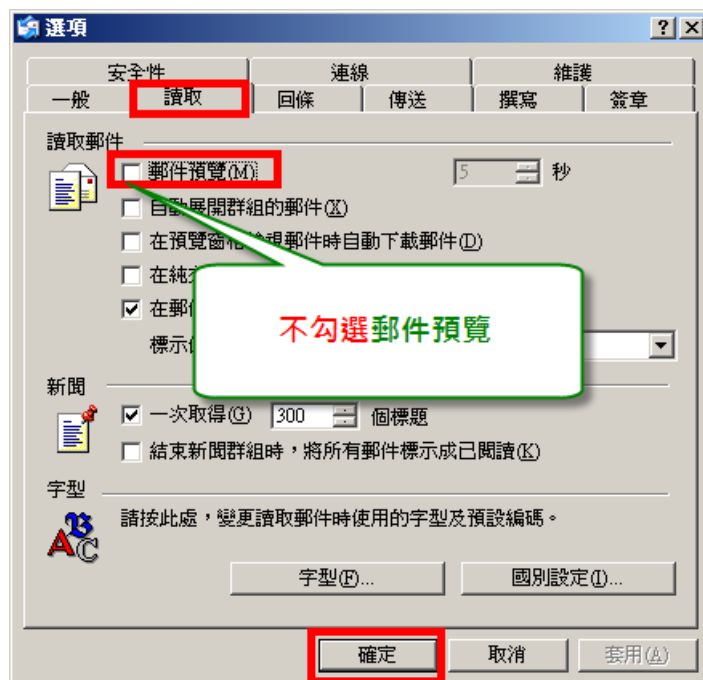 選項
安全性 連線 維護
一般 讀取 回條 傳送 撰寫 簽章
讀取郵件
郵件預覽(M) 5 秒
自動展開群組的郵件(X)
在預覽窗格檢視郵件時自動下載郵件(D)
在純
在郵
不勾選郵件預覽
標示
新聞
一次取得(G) 300 個標題
結束新聞群組時，將所有郵件標示成已閱讀(K)
字型
請按此處，變更讀取郵件時使用的字型及預設編碼。
字型(F)... 國別設定(I)...
確定 取消 套用(A)